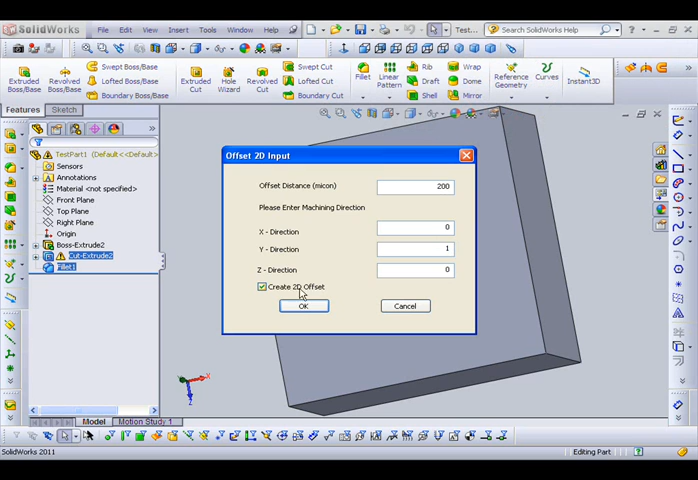 SolidWorks
File Edit View Insert Tools Window Help
Test...
Search SolidWorks Help
Extruded Boss/Base
Revolved Boss/Base
Swept Boss/Base
Lofted Boss/Base
Boundary Boss/Base
Extruded Cut
Hole Wizard
Swept Cut
Lofted Cut
Boundary Cut
Fillet
Linear Pattern
Rib
Draft
Shell
Wrap
Dome
Mirror
Reference Geometry
Curves
Instant3D
Features
Sketch
TestPart1 (Default<<Default>
Sensors
Annotations
Material <not specified>
Front Plane
Top Plane
Right Plane
Origin
Boss-Extrude2
Cut-Extrude2
Fillet1
Offset 2D Input
Offset Distance (micon) 200
Please Enter Machining Direction
X - Direction 0
Y - Direction 1
Z - Direction 0
Create 2D Offset
OK
Cancel
X
Z
Model
Motion Study 1
SolidWorks 2011
Editing Part